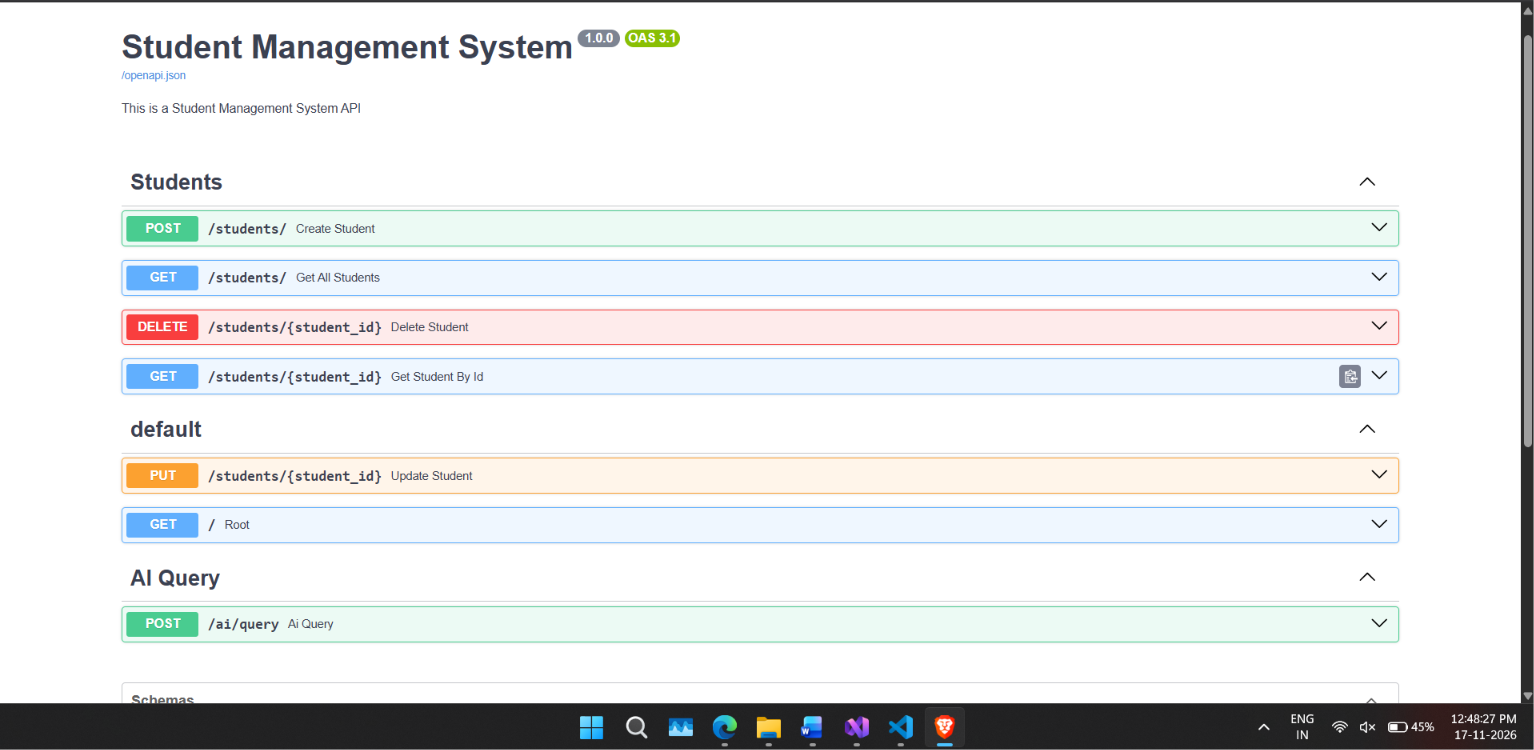 Student Management System 1.0.0 OAS 3.1
/openapi.json
This is a Student Management System API
Students
POST /students/ Create Student
GET /students/ Get All Students
DELETE /students/{student_id} Delete Student
GET /students/{student_id} Get Student By Id
default
PUT /students/{student_id} Update Student
GET / Root
AI Query
POST /ai/query Ai Query
Schemas
W
ENG
IN
45%
12:48:27 PM
17-11-2026